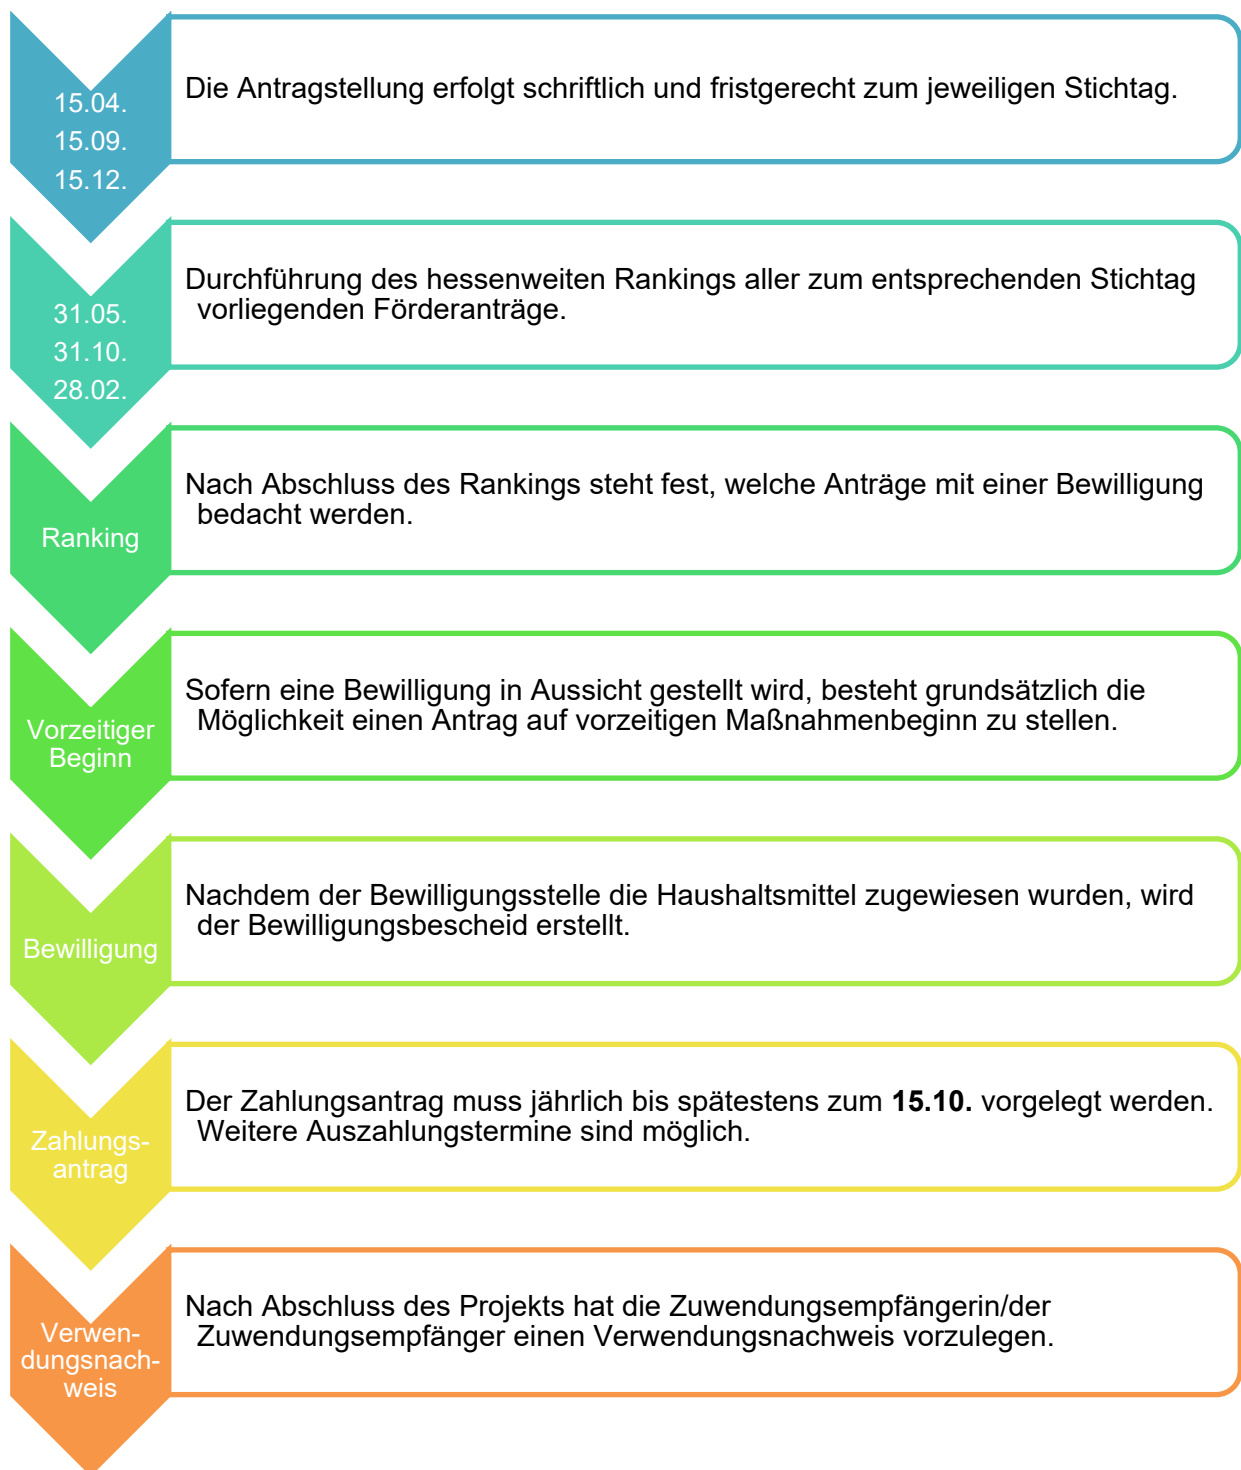 15.04.
15.09.
15.12.
Die Antragstellung erfolgt schriftlich und fristgerecht zum jeweiligen Stichtag.
31.05.
31.10.
28.02.
Durchführung des hessenweiten Rankings aller zum entsprechenden Stichtag
vorliegenden Förderanträge.
Ranking
Nach Abschluss des Rankings steht fest, welche Anträge mit einer Bewilligung
bedacht werden.
Vorzeitiger
Beginn
Sofern eine Bewilligung in Aussicht gestellt wird, besteht grundsätzlich die
Möglichkeit einen Antrag auf vorzeitigen Maßnahmenbeginn zu stellen.
Bewilligung
Nachdem der Bewilligungsstelle die Haushaltsmittel zugewiesen wurden, wird
der Bewilligungsbescheid erstellt.
Zahlungs-
antrag
Der Zahlungsantrag muss jährlich bis spätestens zum 15.10. vorgelegt werden.
Weitere Auszahlungstermine sind möglich.
Verwen-
dungsnach-
weis
Nach Abschluss des Projekts hat die Zuwendungsempfängerin/der
Zuwendungsempfänger einen Verwendungsnachweis vorzulegen.